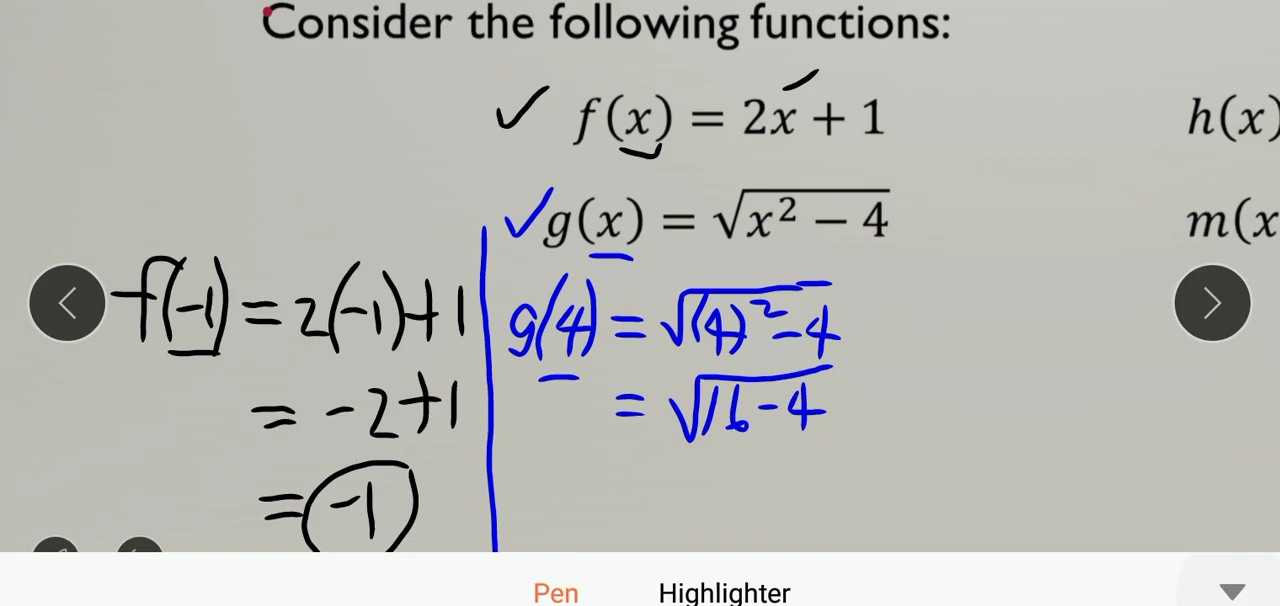 Consider the following functions:
f(x) = 2x + 1
h(x)
g(x) = √(x² − 4)
m(x
f(-1) = 2(-1)+1
= -2+1
= -1
g(4) = √((4)²-4)
= √(16-4)
Pen Highlighter